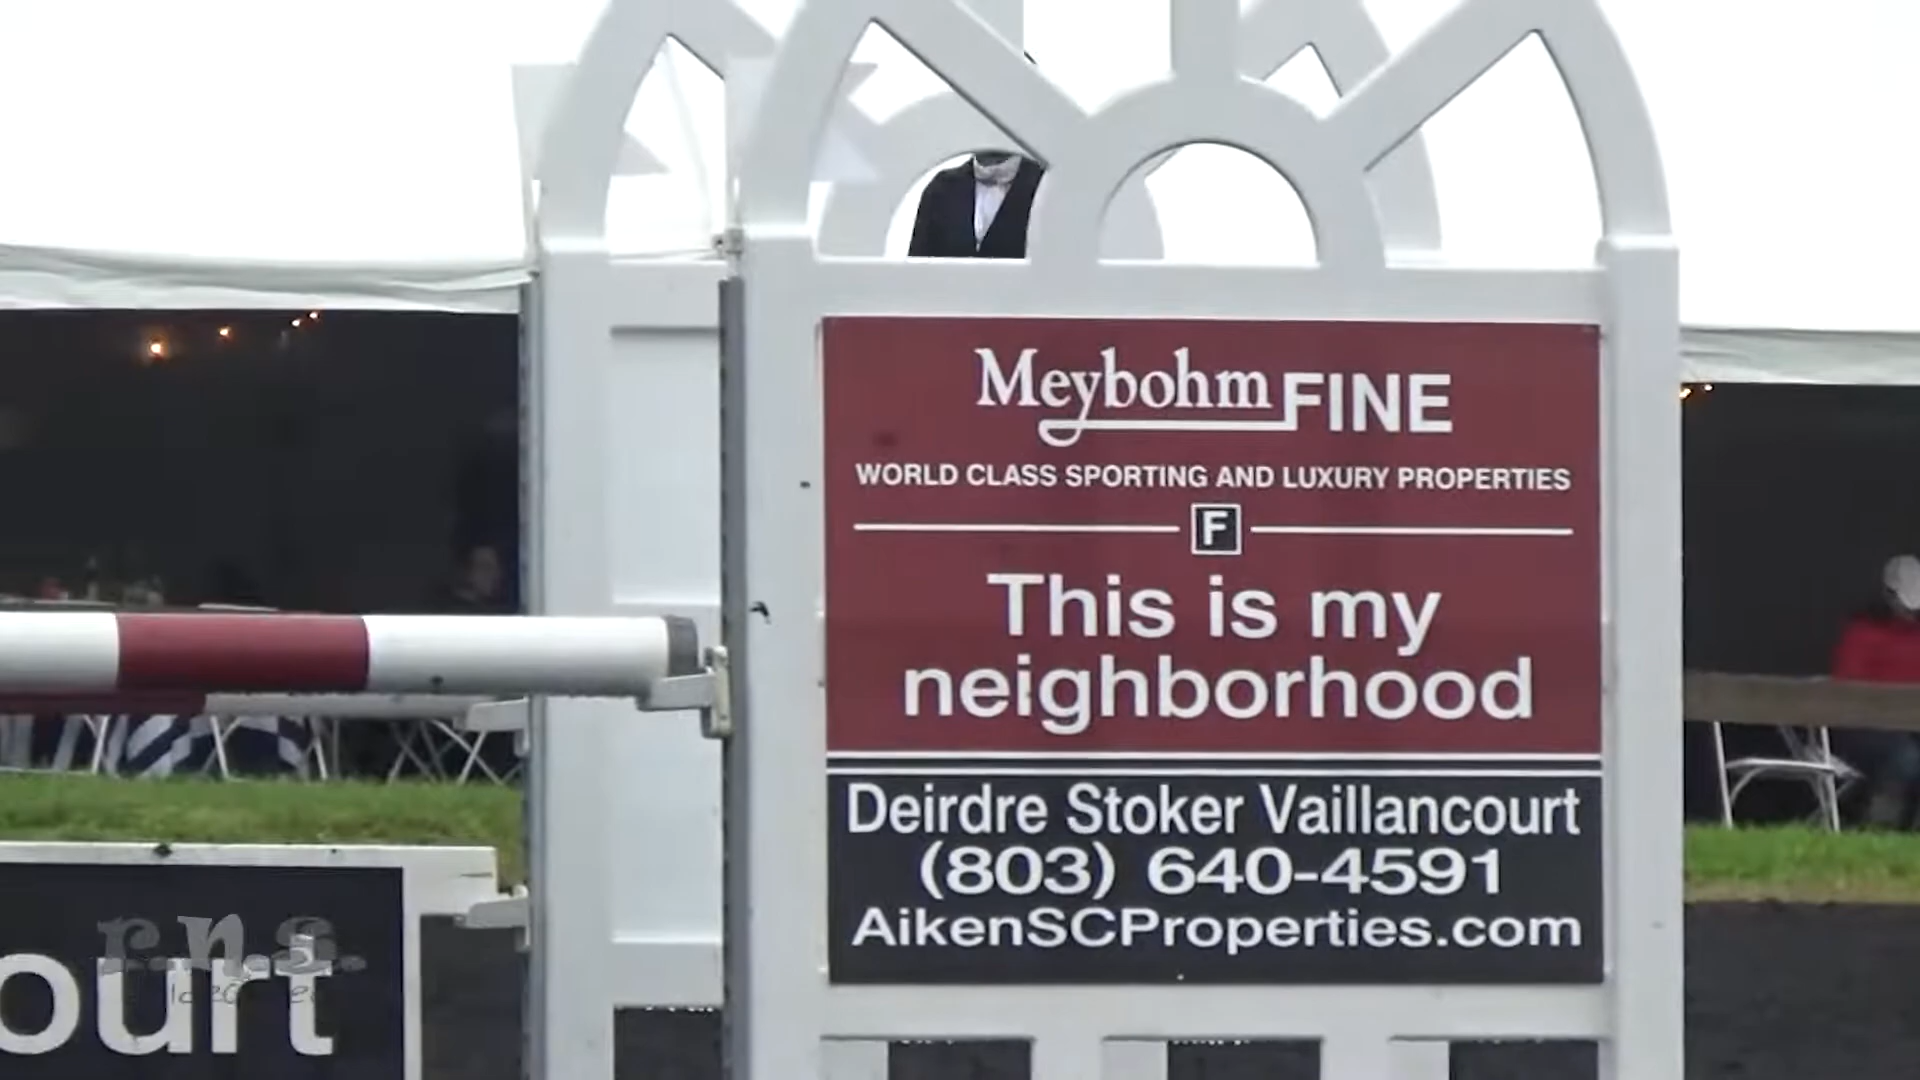 Meybohm FINE
WORLD CLASS SPORTING AND LUXURY PROPERTIES
F
This is my
neighborhood
Deirdre Stoker Vaillancourt
(803) 640-4591
AikenSCProperties.com
ourt
r.n.s.